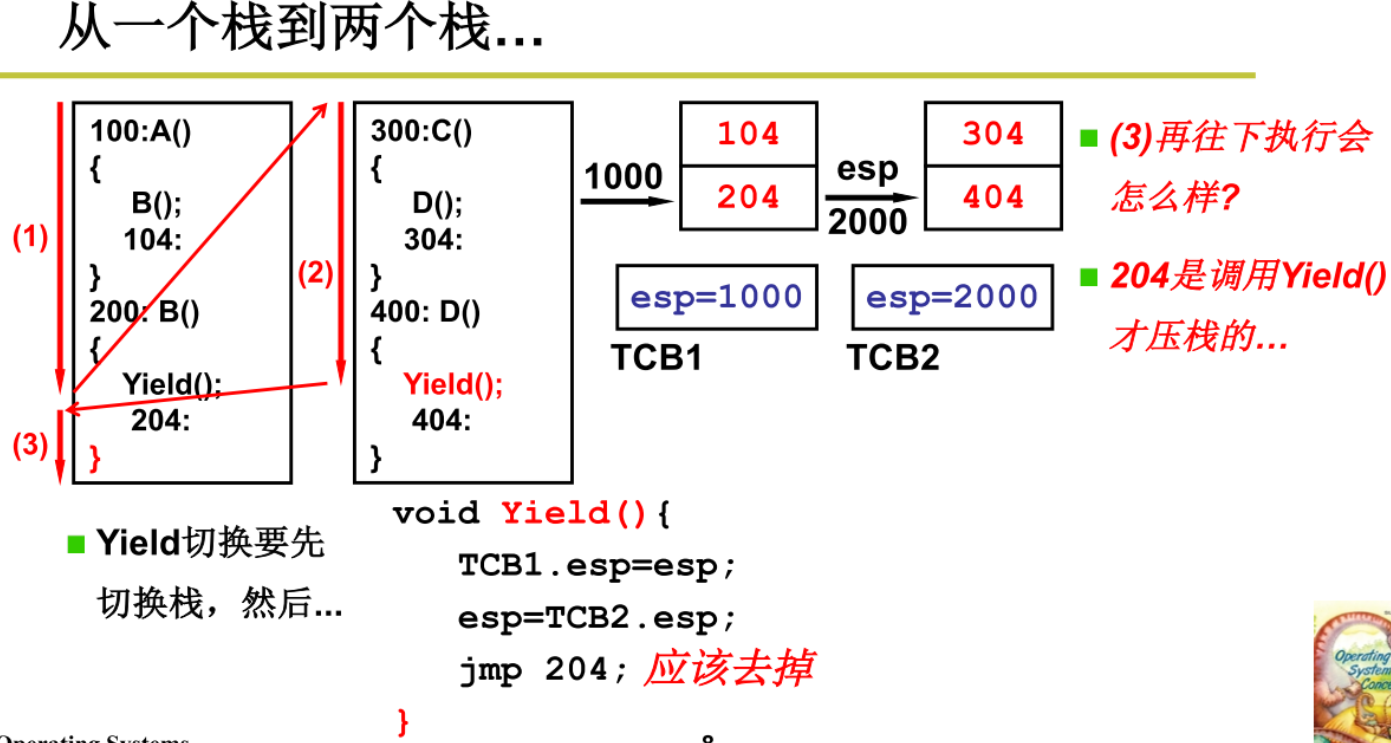 从一个栈到两个栈…
(1)
(3)
100:A()
{
B();
104:
}
200: B()
{
Yield();
204:
}
(2)
300:C()
{
D();
304:
}
400: D()
{
Yield();
404:
}
1000
104
204
esp
2000
304
404
esp=1000
TCB1
esp=2000
TCB2
■ (3)再往下执行会
怎么样?
■ 204是调用Yield()
才压栈的…
■ Yield切换要先
切换栈，然后...
void Yield(){
TCB1.esp=esp;
esp=TCB2.esp;
jmp 204; 应该去掉
}
Operating
System
Operating Systems
8